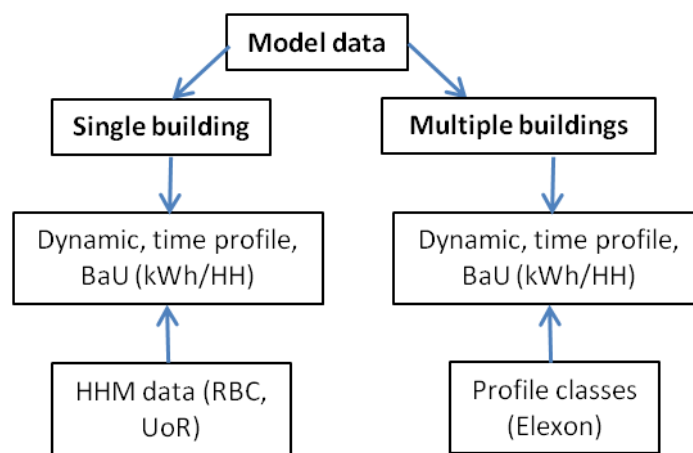 Model data
Single building
Multiple buildings
Dynamic, time profile,
BaU (kWh/HH)
Dynamic, time profile,
BaU (kWh/HH)
HHM data (RBC,
UoR)
Profile classes
(Elexon)